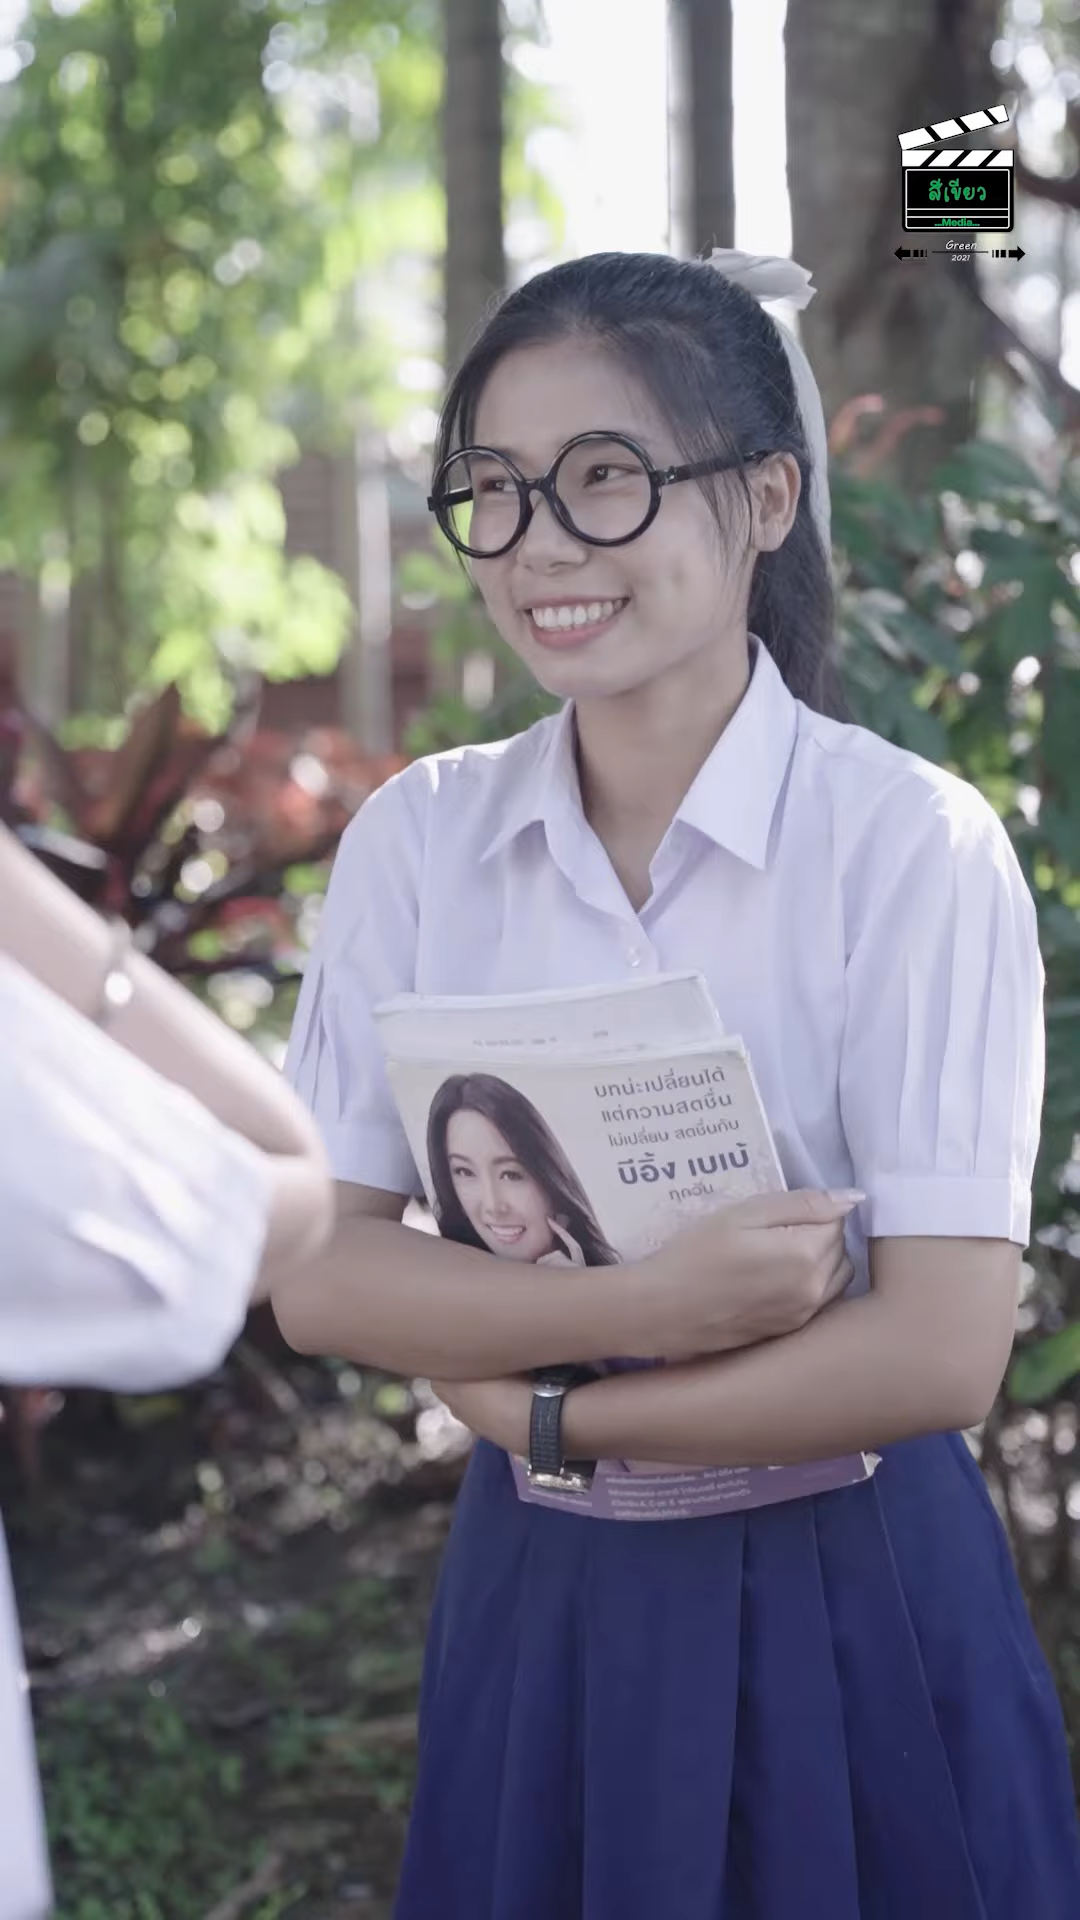 สีเขียว
...Media...
Green
2021
บทน่ะเปลี่ยนได้
แต่ความสดชื่น
ไม่เปลี่ยน สดชื่นกับ
บีอิ้ง เบเบ้
ทุกวัน